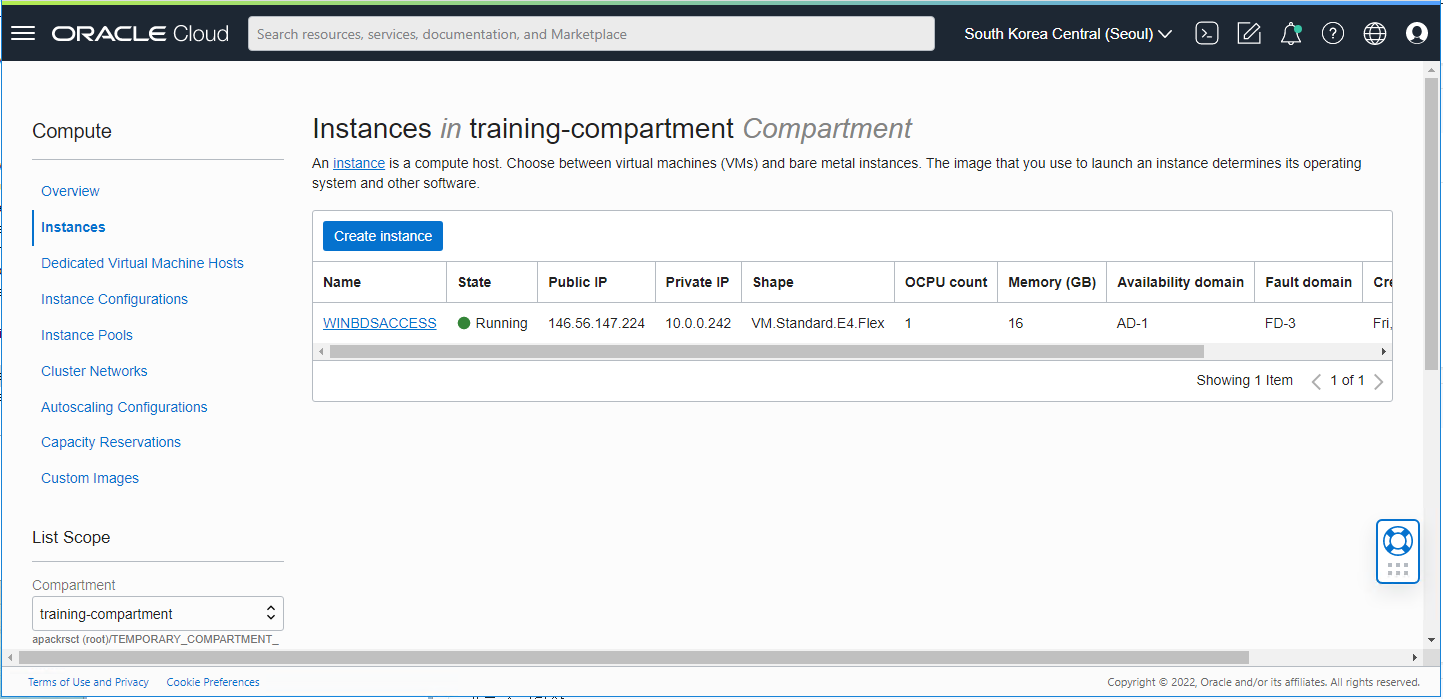 ORACLE Cloud
Search resources, services, documentation, and Marketplace
South Korea Central (Seoul)
Compute
Overview
Instances
Dedicated Virtual Machine Hosts
Instance Configurations
Instance Pools
Cluster Networks
Autoscaling Configurations
Capacity Reservations
Custom Images
List Scope
Compartment
training-compartment
apackrsct (root)/TEMPORARY_COMPARTMENT_
Instances in training-compartment Compartment
An instance is a compute host. Choose between virtual machines (VMs) and bare metal instances. The image that you use to launch an instance determines its operating
system and other software.
Create instance
Name State Public IP Private IP Shape OCPU count Memory (GB) Availability domain Fault domain Cre
WINBDSACCESS Running 146.56.147.224 10.0.0.242 VM.Standard.E4.Flex 1 16 AD-1 FD-3 Fri,
Showing 1 Item 1 of 1
Terms of Use and Privacy Cookie Preferences
Copyright © 2022, Oracle and/or its affiliates. All rights reserved.